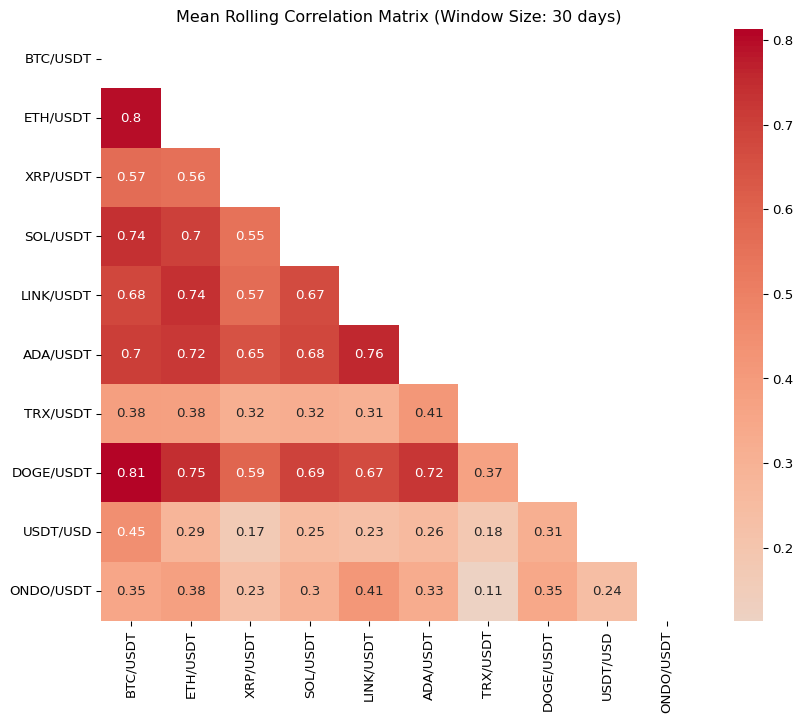 Mean Rolling Correlation Matrix (Window Size: 30 days)
BTC/USDT
ETH/USDT 0.8
XRP/USDT 0.57 0.56
SOL/USDT 0.74 0.7 0.55
LINK/USDT 0.68 0.74 0.57 0.67
ADA/USDT 0.7 0.72 0.65 0.68 0.76
TRX/USDT 0.38 0.38 0.32 0.32 0.31 0.41
DOGE/USDT 0.81 0.75 0.59 0.69 0.67 0.72 0.37
USDT/USD 0.45 0.29 0.17 0.25 0.23 0.26 0.18 0.31
ONDO/USDT 0.35 0.38 0.23 0.3 0.41 0.33 0.11 0.35 0.24
BTC/USDT ETH/USDT XRP/USDT SOL/USDT LINK/USDT ADA/USDT TRX/USDT DOGE/USDT USDT/USD ONDO/USDT
0.8
0.7
0.6
0.5
0.4
0.3
0.2